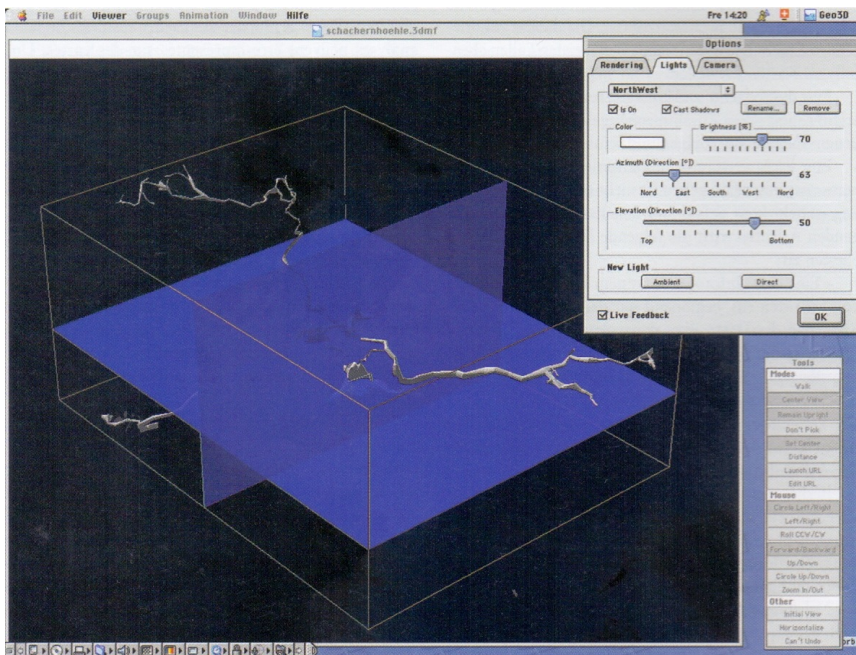 File Edit Viewer Groups Animation Window Hilfe
Fre 14:20 Geo3D
schachernhoehle.3dmf
Options
Rendering Lights Camera
NorthWest
Is On Cast Shadows Rename... Remove
Color Brightness [%]
70
Azimuth (Direction [°])
63
Nord East South West Nord
Elevation (Direction [°])
50
Top Bottom
New Light
Ambient Direct
Live Feedback OK
Tools
Modes
Walk
Center View
Remain Upright
Don't Pick
Set Center
Distance
Launch URL
Edit URL
Mouse
Circle Left/Right
Left/Right
Roll CCW/CW
Forward/Backward
Up/Down
Circle Up/Down
Zoom In/Out
Other
Initial View
Horizontalize
Can't Undo